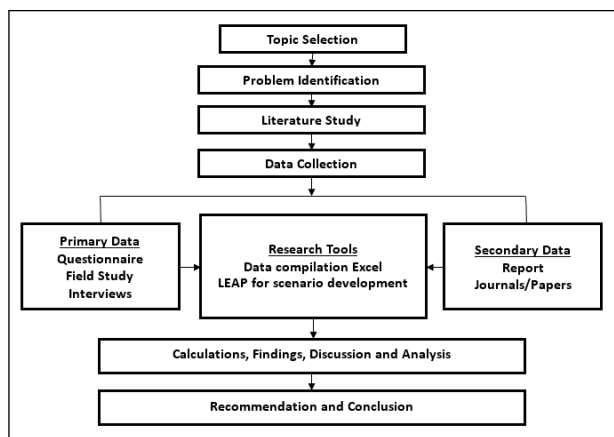 Topic Selection
Problem Identification
Literature Study
Data Collection
Primary Data
Questionnaire
Field Study
Interviews
Research Tools
Data compilation Excel
LEAP for scenario development
Secondary Data
Report
Journals/Papers
Calculations, Findings, Discussion and Analysis
Recommendation and Conclusion